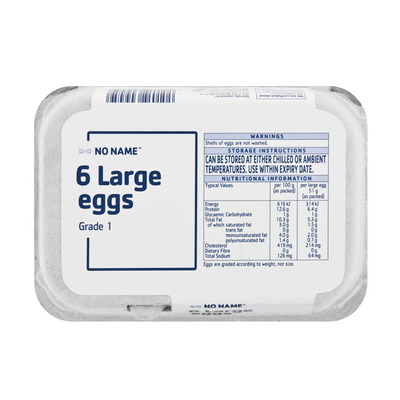 NO NAME™
6 Large
eggs
Grade 1
WARNINGS
Shells of eggs are not washed.
STORAGE INSTRUCTIONS
CAN BE STORED AT EITHER CHILLED OR AMBIENT
TEMPERATURES. USE WITHIN EXPIRY DATE.
NUTRITIONAL INFORMATION
Typical Values per 100 g (as packed) per large egg 51 g (as packed)
Energy 616 kJ 314 kJ
Protein 12.6 g 6.4 g
Glycaemic Carbohydrate 1 g 1 g
Total Fat 10.3 g 5.3 g
of which saturated fat 3.0 g 1.5 g
trans fat 0 g 0 g
monounsaturated fat 4.0 g 2.0 g
polyunsaturated fat 1.4 g 0.7 g
Cholesterol 419 mg 214 mg
Dietary Fibre 0 g 0 g
Total Sodium 126 mg 64 mg
Eggs are graded according to weight, not size.
NO NAME™
6 Large
eggs